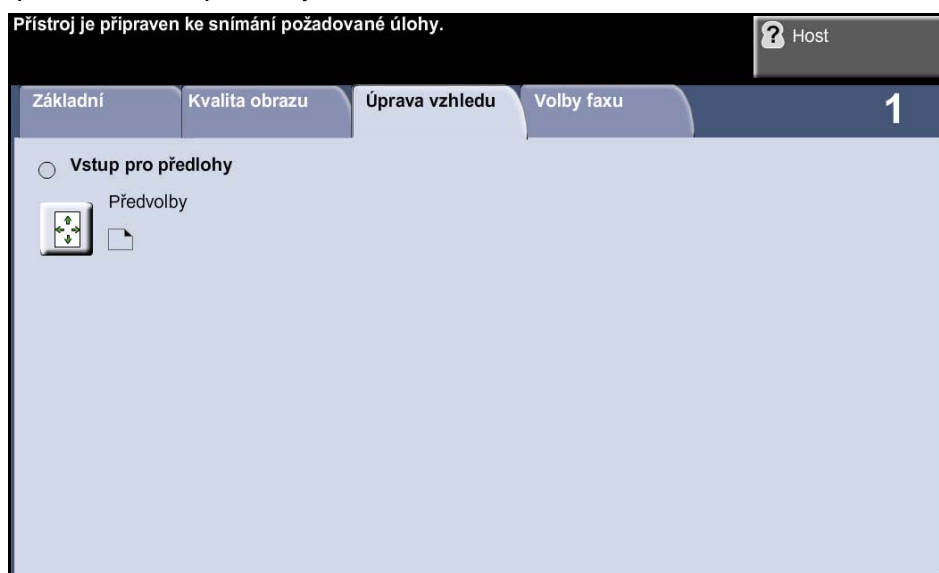 Přístroj je připraven ke snímání požadované úlohy.
? Host
Základní
Kvalita obrazu
Úprava vzhledu
Volby faxu
1
Vstup pro předlohy
Předvolby